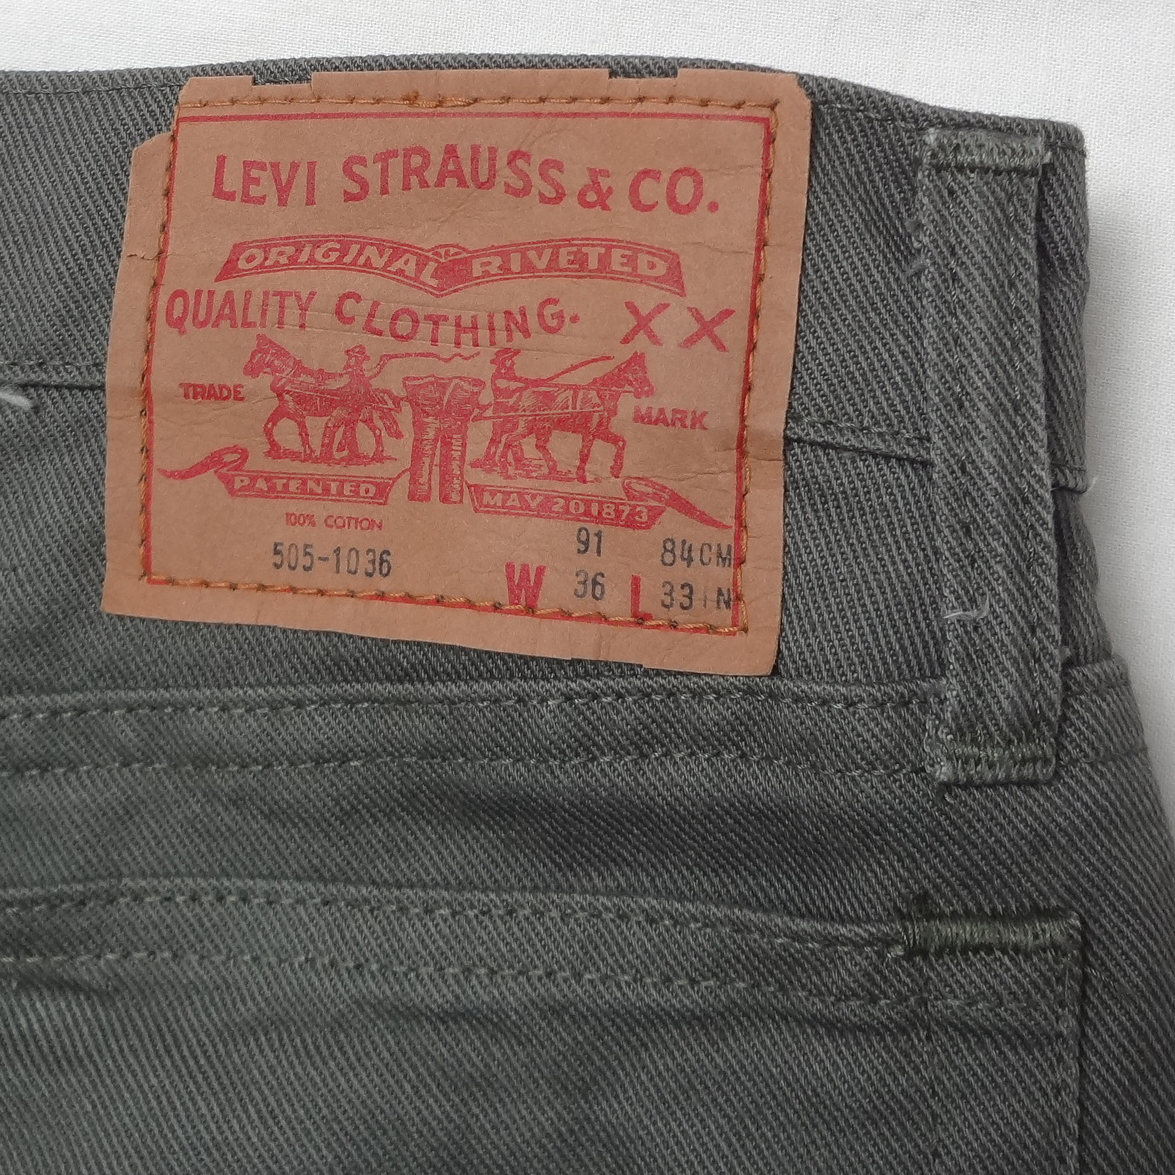 LEVI STRAUSS & CO.
ORIGINAL RIVETED
QUALITY CLOTHING. XX
TRADE MARK
PATENTED MAY 20 1873
100% COTTON
91 84CM
505-1036
W 36 L 33IN